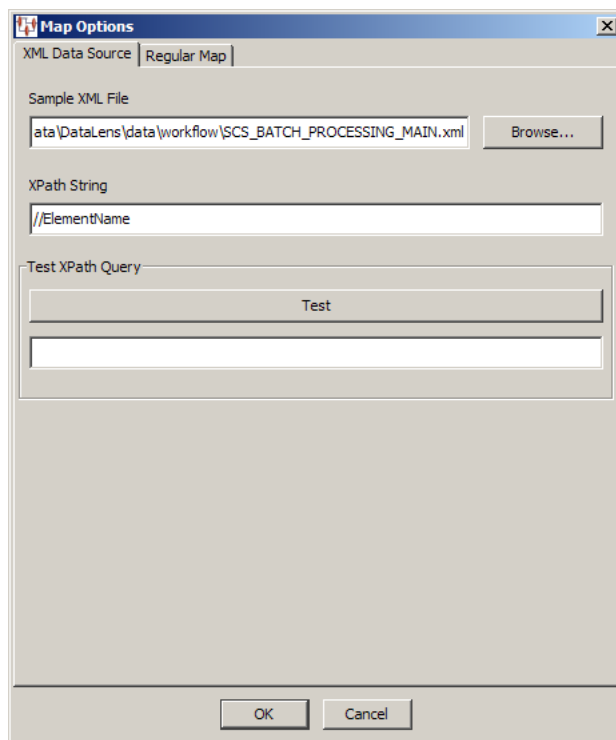 Map Options
XML Data Source Regular Map
Sample XML File
ata\DataLens\data\workflow\SCS_BATCH_PROCESSING_MAIN.xml Browse...
XPath String
//ElementName
Test XPath Query
Test
OK Cancel